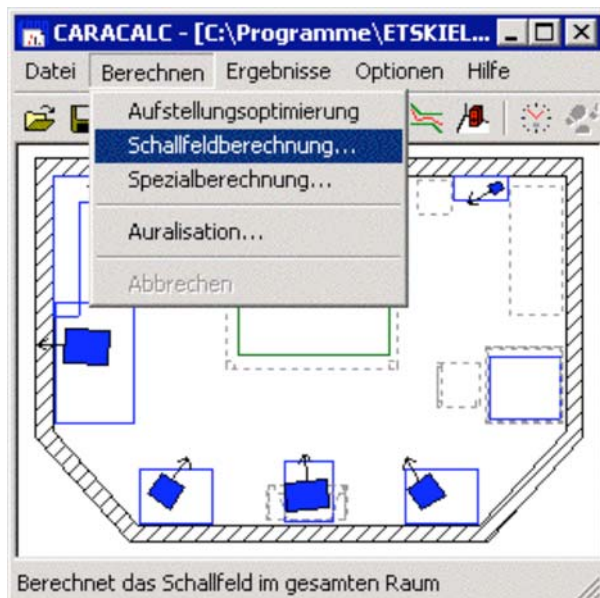 CARACALC - [C:\Programme\ETSKIEL...
Datei Berechnen Ergebnisse Optionen Hilfe
Aufstellungsoptimierung
Schallfeldberechnung...
Spezialberechnung...
Auralisation...
Abbrechen
Berechnet das Schallfeld im gesamten Raum